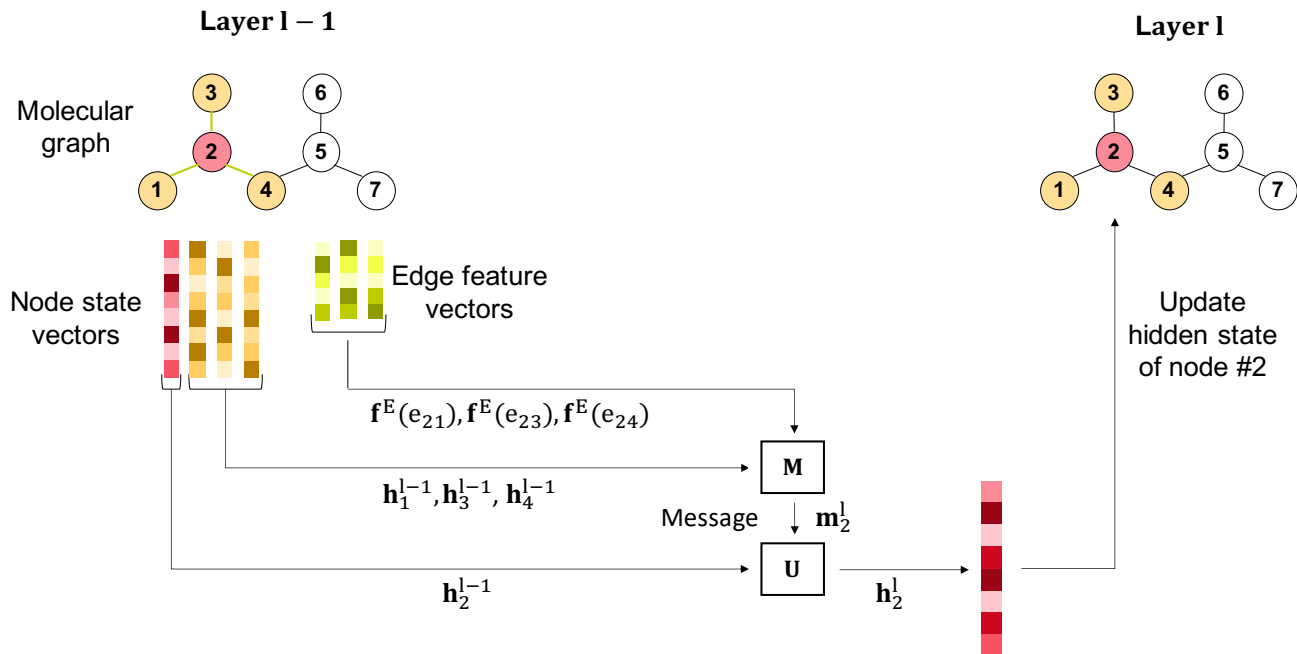 Layer l − 1
Layer l
3
6
3
6
Molecular
graph
2
5
2
5
1
4
7
1
4
7
Node state
vectors
Edge feature
vectors
Update
hidden state
of node #2
f^E(e_21), f^E(e_23), f^E(e_24)
M
h_1^{l−1}, h_3^{l−1}, h_4^{l−1}
Message
m_2^l
U
h_2^{l−1}
h_2^l